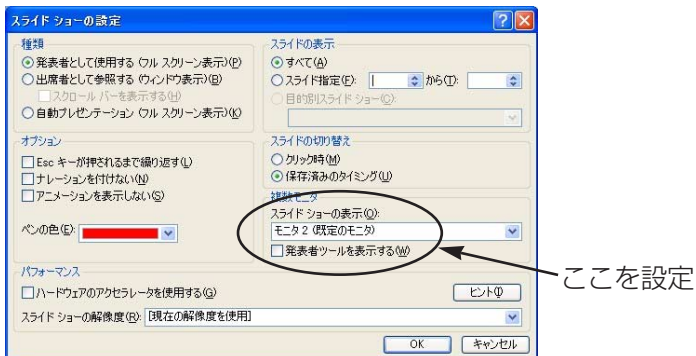 スライド ショーの設定
種類
発表者として使用する (フル スクリーン表示)(P)
出席者として参照する (ウィンドウ表示)(B)
スクロール バーを表示する(H)
自動プレゼンテーション (フル スクリーン表示)(K)
スライドの表示
すべて(A)
スライド指定(F): から(T):
目的別スライド ショー(C):
オプション
Esc キーが押されるまで繰り返す(L)
ナレーションを付けない(N)
アニメーションを表示しない(S)
ペンの色(E):
スライドの切り替え
クリック時(M)
保存済みのタイミング(U)
複数モニタ
スライド ショーの表示(O):
モニタ 2 (既定のモニタ)
発表者ツールを表示する(W)
ここを設定
パフォーマンス
ハードウェアのアクセラレータを使用する(G)
ヒント(I)
スライド ショーの解像度(R): [現在の解像度を使用]
OK キャンセル